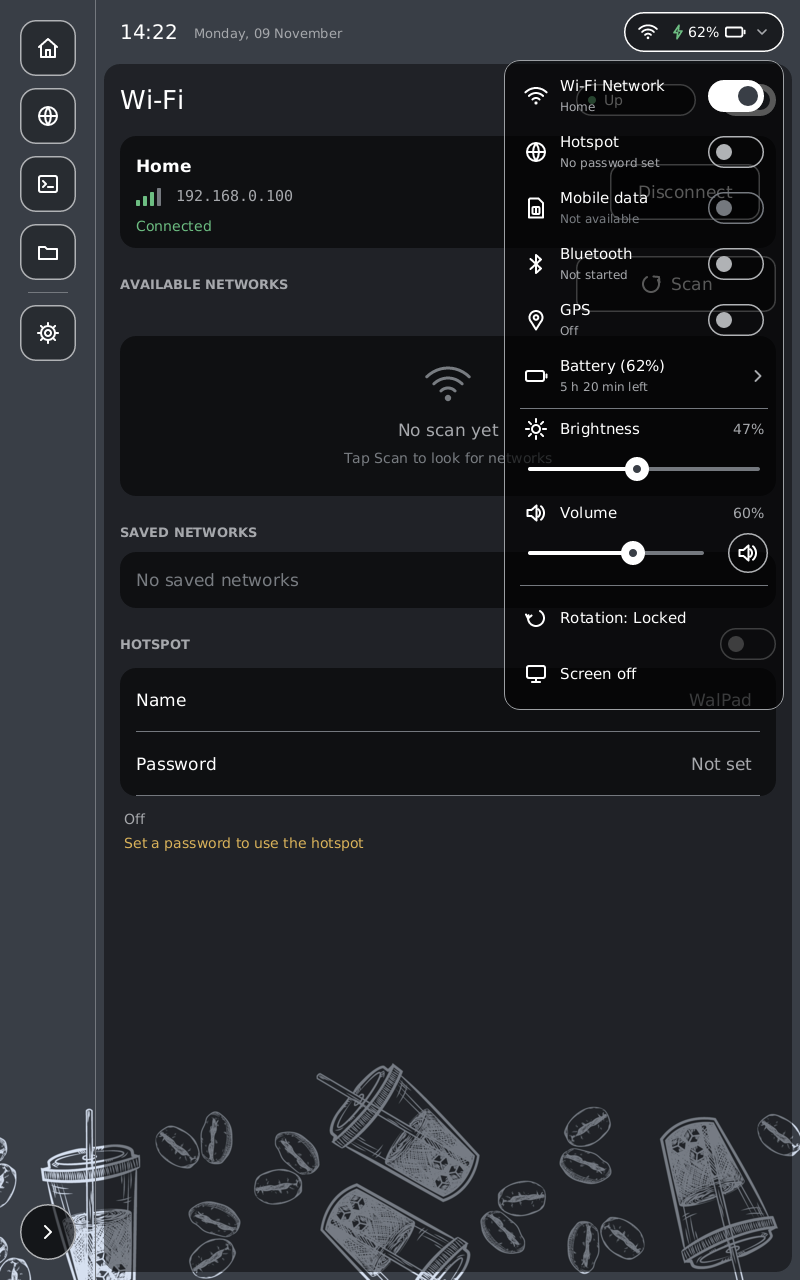 14:22 Monday, 09 November
62%
Wi-Fi
Up
Home
192.168.0.100
Connected
Disconnect
AVAILABLE NETWORKS
Scan
No scan yet
Tap Scan to look for networks
SAVED NETWORKS
No saved networks
HOTSPOT
Name WalPad
Password Not set
Off
Set a password to use the hotspot
Wi-Fi Network
Home
Hotspot
No password set
Mobile data
Not available
Bluetooth
Not started
GPS
Off
Battery (62%)
5 h 20 min left
Brightness 47%
Volume 60%
Rotation: Locked
Screen off